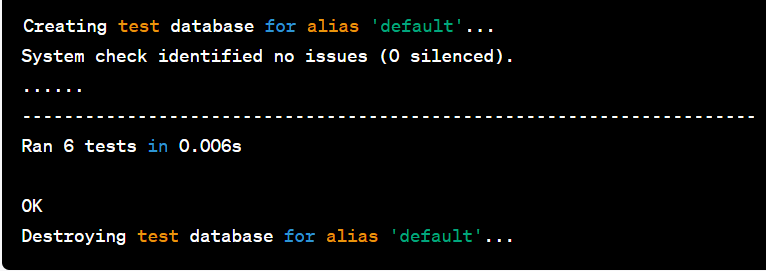 Creating test database for alias 'default'...
System check identified no issues (0 silenced).
......
----------------------------------------------------------------------
Ran 6 tests in 0.006s
OK
Destroying test database for alias 'default'...